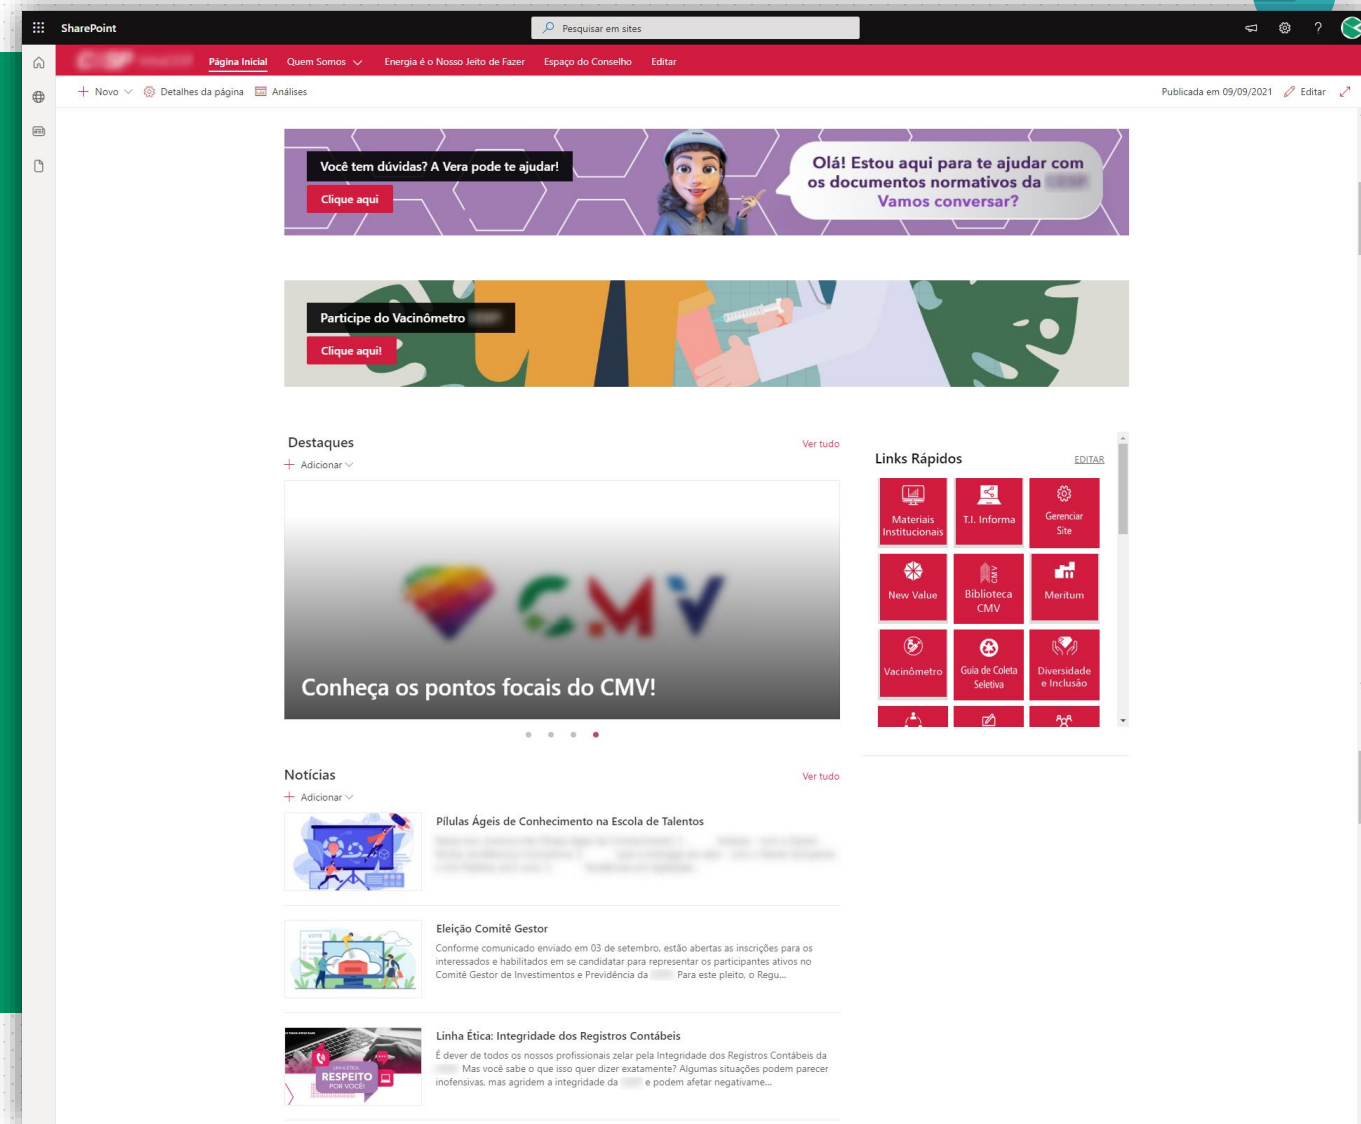 SharePoint
Pesquisar em sites
?
Página Inicial
Quem Somos
Energia é o Nosso Jeito de Fazer
Espaço do Conselho
Editar
Novo
Detalhes da página
Análises
Publicada em 09/09/2021
Editar
Você tem dúvidas? A Vera pode te ajudar!
Clique aqui
Olá! Estou aqui para te ajudar com
os documentos normativos da
Vamos conversar?
Participe do Vacinômetro
Clique aqui!
Destaques
Ver tudo
Adicionar
CMV
Conheça os pontos focais do CMV!
Links Rápidos
EDITAR
Materiais
Institucionais
T.I. Informa
Gerenciar
Site
New Value
CMV
Biblioteca
CMV
Meritum
Vacinômetro
Guia de Coleta
Seletiva
Diversidade
e Inclusão
Notícias
Ver tudo
Adicionar
Pílulas Ágeis de Conhecimento na Escola de Talentos
VOTE
Eleição Comitê Gestor
Conforme comunicado enviado em 03 de setembro, estão abertas as inscrições para os
interessados e habilitados em se candidatar para representar os participantes ativos no
Comitê Gestor de Investimentos e Previdência da
Para este pleito, o Regu...
LINHA ÉTICA
RESPEITO
POR VOCÊ!
Linha Ética: Integridade dos Registros Contábeis
É dever de todos os nossos profissionais zelar pela Integridade dos Registros Contábeis da
Mas você sabe o que isso quer dizer exatamente? Algumas situações podem parecer
inofensivas, mas agridem a integridade da
e podem afetar negativame...